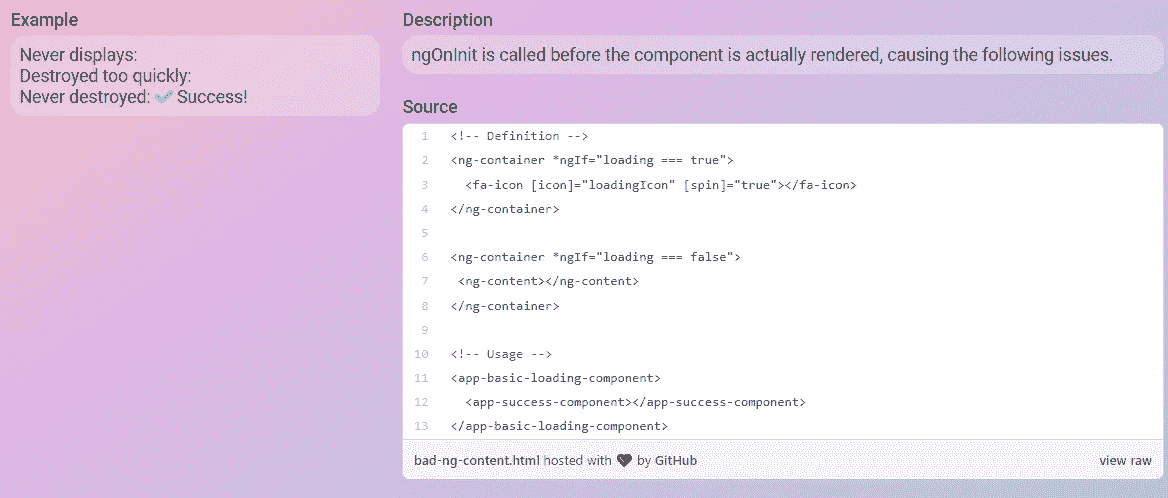 Example
Never displays:
Destroyed too quickly:
Never destroyed: ✔ Success!
Description
ngOnInit is called before the component is actually rendered, causing the following issues.
Source
1 <!-- Definition -->
2 <ng-container *ngIf="loading === true">
3 <fa-icon [icon]="loadingIcon" [spin]="true"></fa-icon>
4 </ng-container>
5
6 <ng-container *ngIf="loading === false">
7 <ng-content></ng-content>
8 </ng-container>
9
10 <!-- Usage -->
11 <app-basic-loading-component>
12 <app-success-component></app-success-component>
13 </app-basic-loading-component>
bad-ng-content.html hosted with ❤ by GitHub
view raw